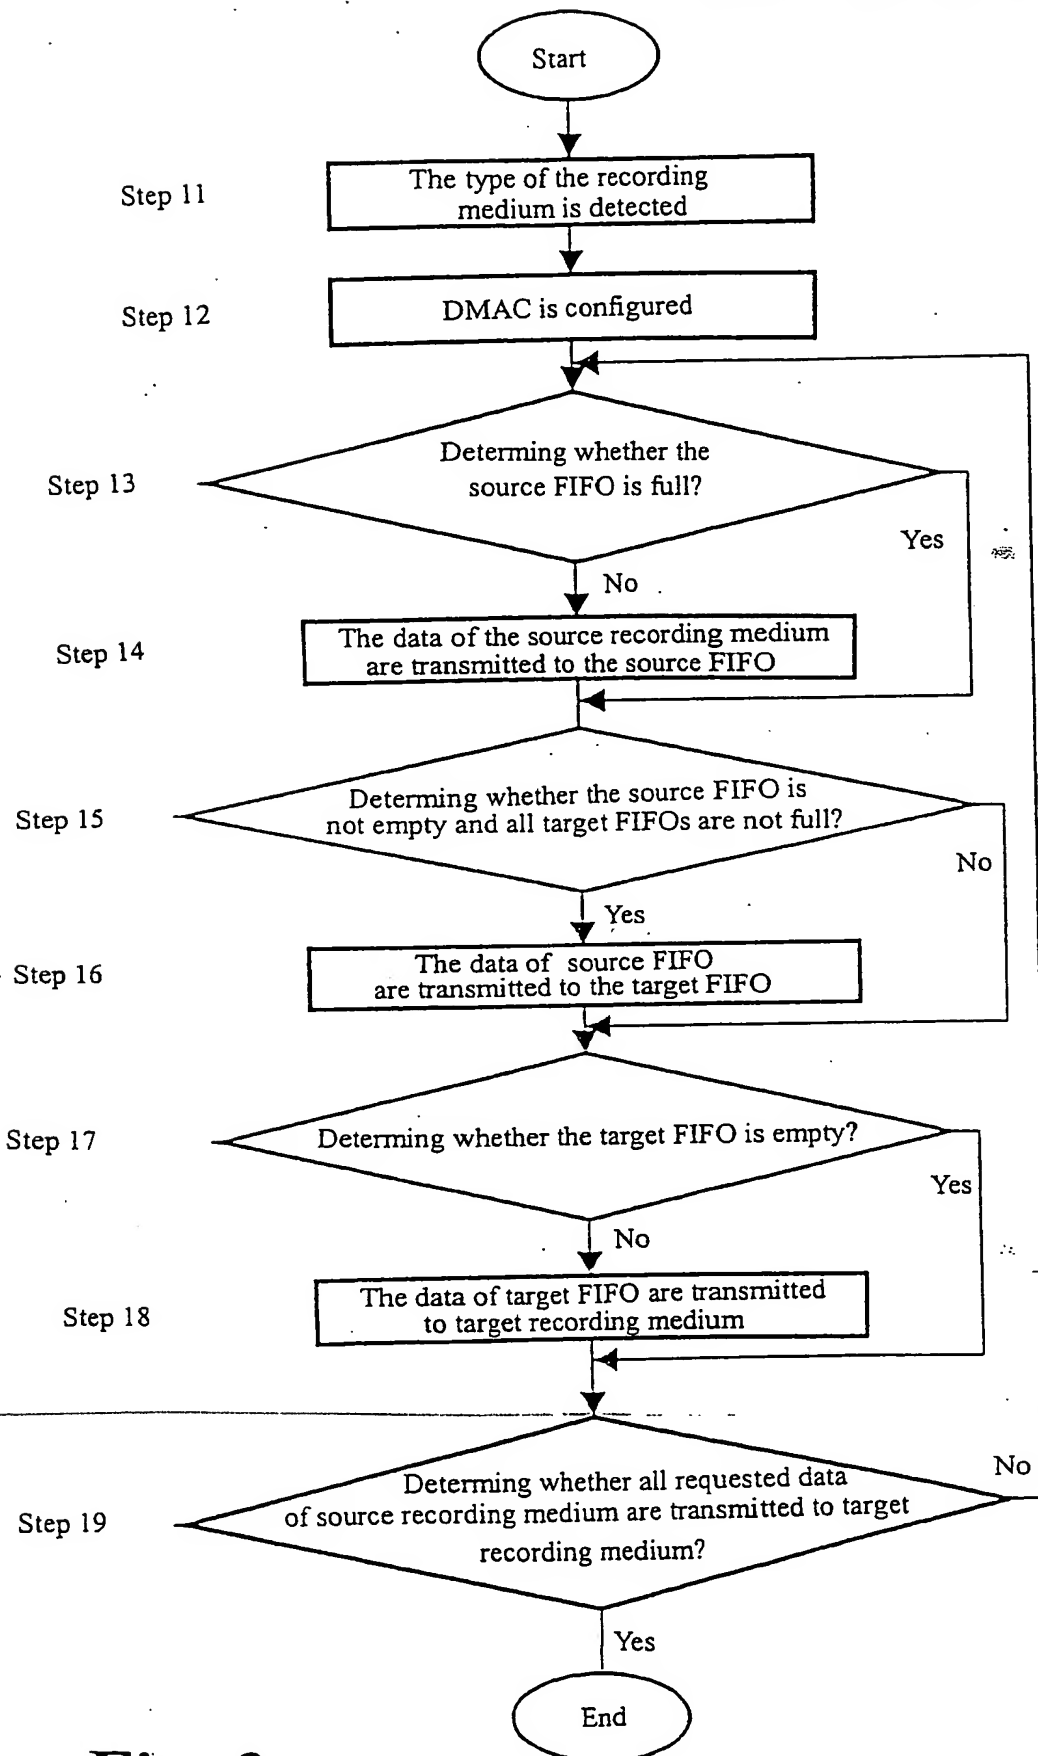 Start
Step 11
The type of the recording
medium is detected
Step 12
DMAC is configured
Step 13
Determing whether the
source FIFO is full?
Yes
No
Step 14
The data of the source recording medium
are transmitted to the source FIFO
Step 15
Determing whether the source FIFO is
not empty and all target FIFOs are not full?
No
Yes
Step 16
The data of source FIFO
are transmitted to the target FIFO
Step 17
Determing whether the target FIFO is empty?
Yes
No
Step 18
The data of target FIFO are transmitted
to target recording medium
Step 19
Determing whether all requested data
of source recording medium are transmitted to target
recording medium?
No
Yes
End